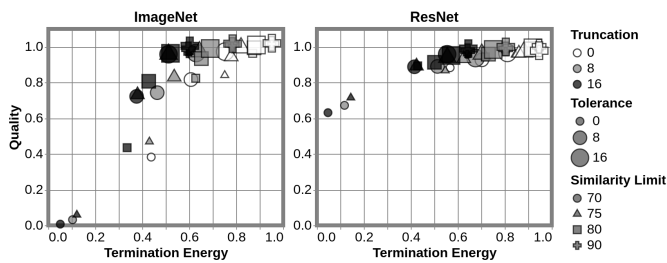 ImageNet
ResNet
Quality
1.0
0.8
0.6
0.4
0.2
0.0
0.0 0.2 0.4 0.6 0.8 1.0
Termination Energy
1.0
0.8
0.6
0.4
0.2
0.0
0.0 0.2 0.4 0.6 0.8 1.0
Termination Energy
Truncation
0
8
16
Tolerance
0
8
16
Similarity Limit
70
75
80
90